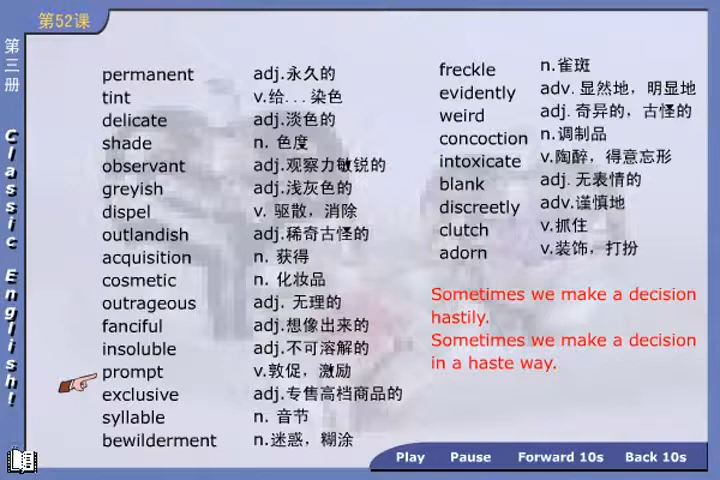 第52课
第三册
Classic English!
permanent adj.永久的
tint v.给...染色
delicate adj.淡色的
shade n. 色度
observant adj.观察力敏锐的
greyish adj.浅灰色的
dispel v. 驱散，消除
outlandish adj.稀奇古怪的
acquisition n. 获得
cosmetic n. 化妆品
outrageous adj. 无理的
fanciful adj.想像出来的
insoluble adj.不可溶解的
prompt v.敦促，激励
exclusive adj.专售高档商品的
syllable n. 音节
bewilderment n.迷惑，糊涂
freckle n.雀斑
evidently adv. 显然地，明显地
weird adj. 奇异的，古怪的
concoction n.调制品
intoxicate v.陶醉，得意忘形
blank adj. 无表情的
discreetly adv.谨慎地
clutch v.抓住
adorn v.装饰，打扮
Sometimes we make a decision
hastily.
Sometimes we make a decision
in a haste way.
Play Pause Forward 10s Back 10s